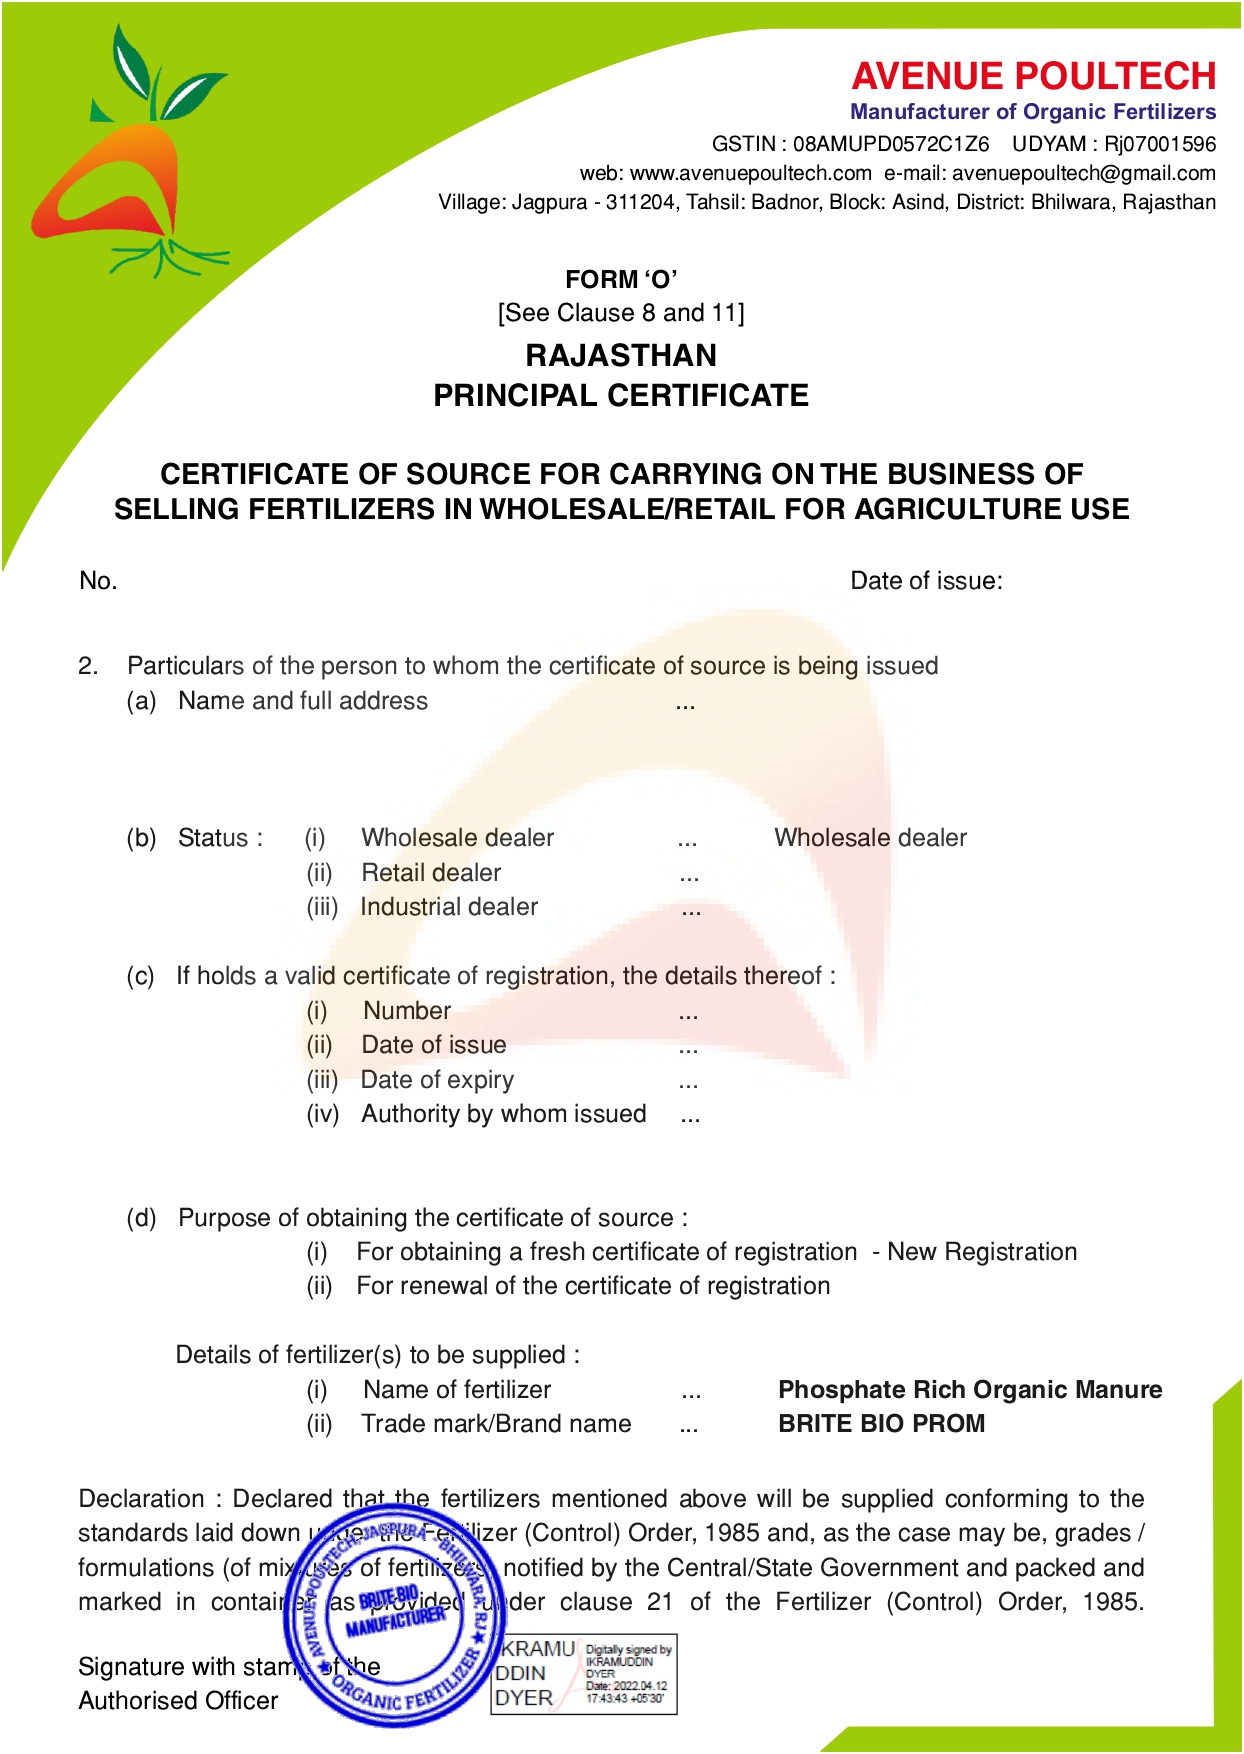 AVENUE POULTECH
Manufacturer of Organic Fertilizers
GSTIN : 08AMUPD0572C1Z6 UDYAM : Rj07001596
web: www.avenuepoultech.com e-mail: avenuepoultech@gmail.com
Village: Jagpura - 311204, Tahsil: Badnor, Block: Asind, District: Bhilwara, Rajasthan
FORM ‘O’
[See Clause 8 and 11]
RAJASTHAN
PRINCIPAL CERTIFICATE
CERTIFICATE OF SOURCE FOR CARRYING ON THE BUSINESS OF
SELLING FERTILIZERS IN WHOLESALE/RETAIL FOR AGRICULTURE USE
No. Date of issue:
2. Particulars of the person to whom the certificate of source is being issued
(a) Name and full address ...
(b) Status : (i) Wholesale dealer ... Wholesale dealer
(ii) Retail dealer ...
(iii) Industrial dealer ...
(c) If holds a valid certificate of registration, the details thereof :
(i) Number ...
(ii) Date of issue ...
(iii) Date of expiry ...
(iv) Authority by whom issued ...
(d) Purpose of obtaining the certificate of source :
(i) For obtaining a fresh certificate of registration - New Registration
(ii) For renewal of the certificate of registration
Details of fertilizer(s) to be supplied :
(i) Name of fertilizer ... Phosphate Rich Organic Manure
(ii) Trade mark/Brand name ... BRITE BIO PROM
Declaration : Declared that the fertilizers mentioned above will be supplied conforming to the
standards laid down under the Fertilizer (Control) Order, 1985 and, as the case may be, grades /
formulations (of mixtures of fertilizers) notified by the Central/State Government and packed and
marked in container as provided under clause 21 of the Fertilizer (Control) Order, 1985.
Signature with stamp of the
Authorised Officer
AVENUE POULTECH, JAGPURA - BHILWARA, RJ
BRITE BIO
MANUFACTURER
★ ORGANIC FERTILIZER ★
IKRAMU
DDIN
DYER
Digitally signed by
IKRAMUDDIN
DYER
Date: 2022.04.12
17:43:43 +05'30'